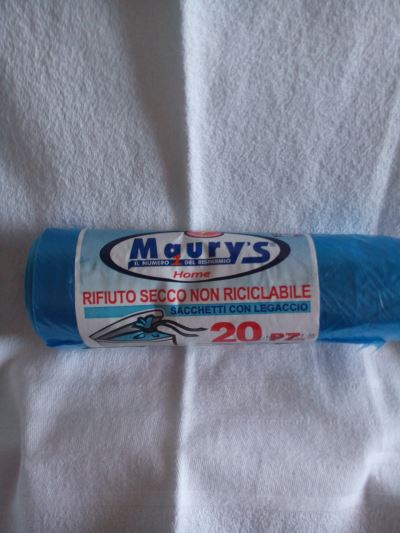 Maury's
IL NUMERO 1 DEL RISPARMIO
Home
RIFIUTO SECCO NON RICICLABILE
SACCHETTI CON LEGACCIO
20 PZ